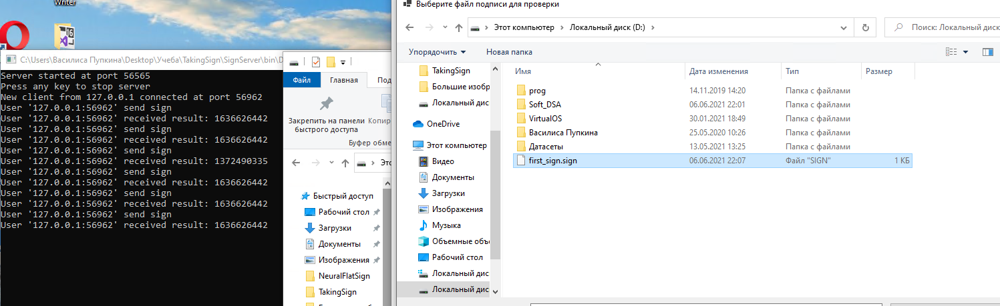 Writer
C:\Users\Василиса Пупкина\Desktop\Учеба\TakingSign\SignServer\bin\D
Server started at port 56565
Press any key to stop server
New client from 127.0.0.1 connected at port 56962
User '127.0.0.1:56962' send sign
User '127.0.0.1:56962' received result: 1636626442
User '127.0.0.1:56962' send sign
User '127.0.0.1:56962' received result: 1636626442
User '127.0.0.1:56962' send sign
User '127.0.0.1:56962' received result: 1372490335
User '127.0.0.1:56962' send sign
User '127.0.0.1:56962' received result: 1636626442
User '127.0.0.1:56962' send sign
User '127.0.0.1:56962' received result: 1636626442
User '127.0.0.1:56962' send sign
User '127.0.0.1:56962' received result: 1636626442
Файл Главная Под
Закрепить на панели
быстрого доступа
Копир
Буфер обме
Это
Быстрый доступ
Рабочий стол
Загрузки
Документы
Изображения
NeuralFlatSign
TakingSign
Выберите файл подписи для проверки
Этот компьютер Локальный диск (D:)
Поиск: Локальный диск
Упорядочить Новая папка
TakingSign
Большие изобр
Локальный дис
OneDrive
Этот компьютер
Видео
Документы
Загрузки
Изображения
Музыка
Объемные объ
Рабочий стол
Локальный дис
Локальный дис
Имя Дата изменения Тип Размер
prog 14.11.2019 14:20 Папка с файлами
Soft_DSA 06.06.2021 22:01 Папка с файлами
VirtualOS 30.01.2021 18:49 Папка с файлами
Василиса Пупкина 25.05.2020 10:26 Папка с файлами
Датасеты 13.05.2021 13:25 Папка с файлами
first_sign.sign 06.06.2021 22:07 Файл "SIGN" 1 КБ